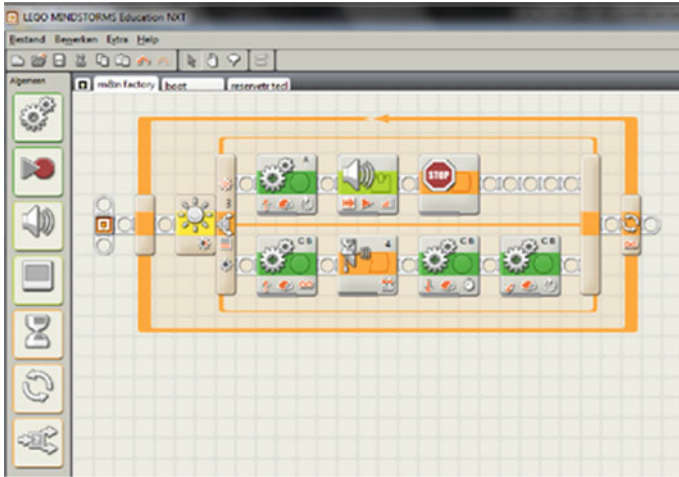 LEGO MINDSTORMS Education NXT
Bestand Bewerken Extra Help
Algemeen
boot
A
STOP
3
C B
4
C B
C B